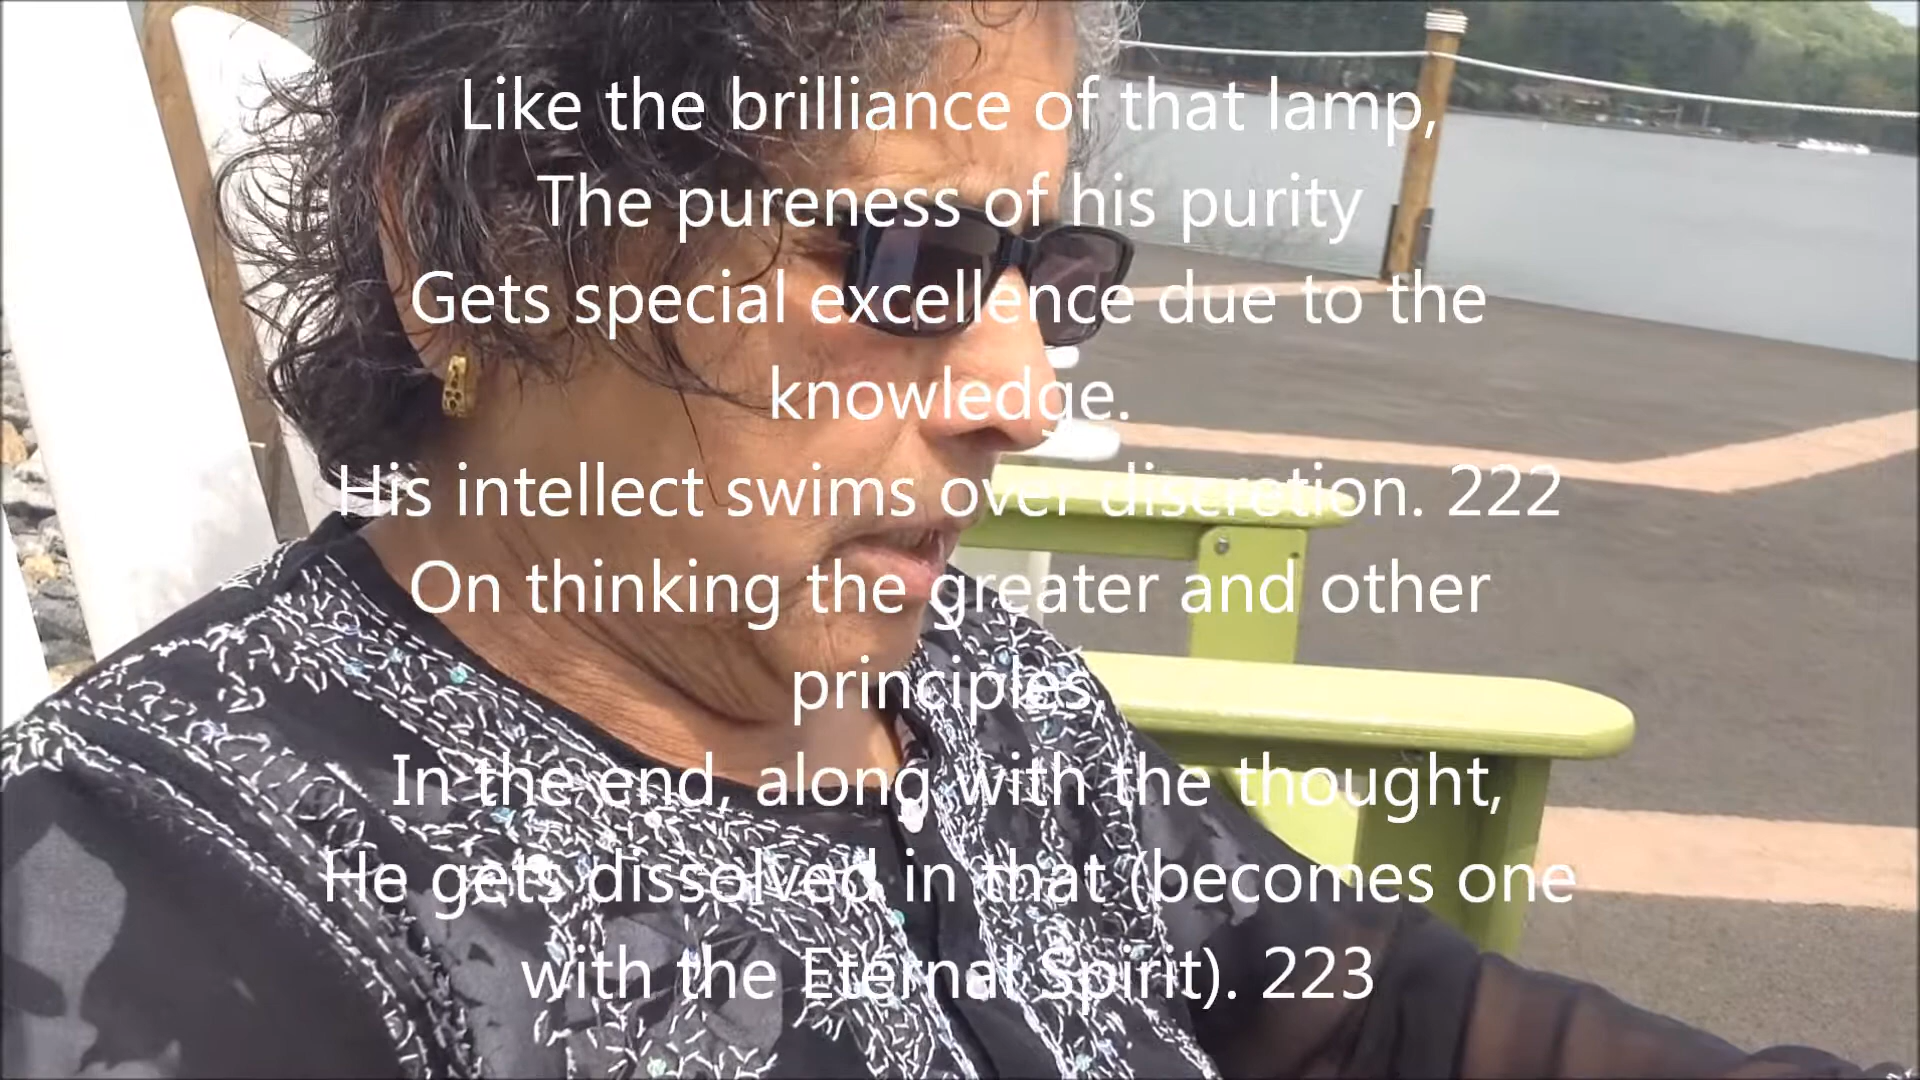 Like the brilliance of that lamp,
The pureness of his purity
Gets special excellence due to the
knowledge.
His intellect swims over discretion. 222
On thinking the greater and other
principles,
In the end, along with the thought,
He gets dissolved in that (becomes one
with the Eternal Spirit). 223